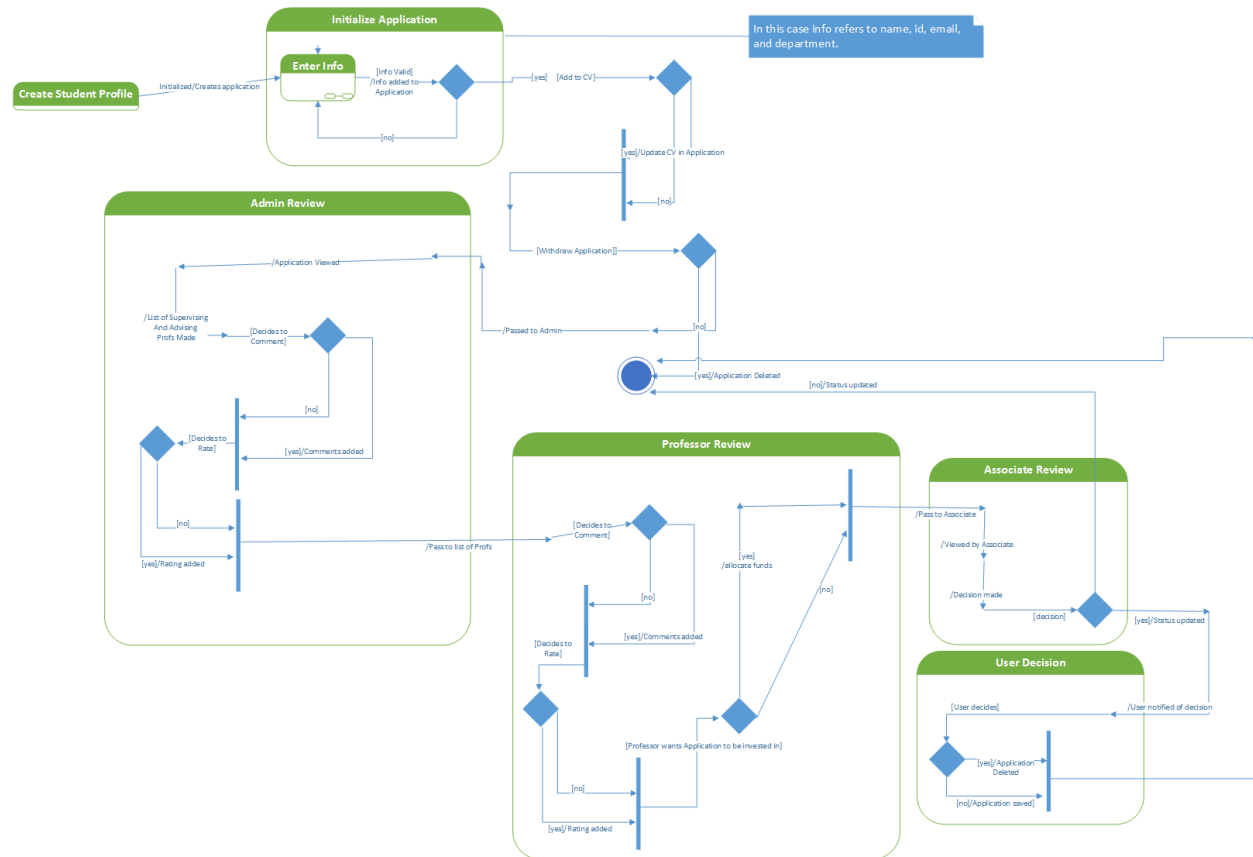 Initialize Application
In this case info refers to name, id, email,
and department.
Enter Info
[Info Valid]
/Info added to
Application
[yes]
[Add to CV]
Create Student Profile
Initialized/Creates application
[no]
[yes]/Update CV in Application
[no]
Admin Review
[Withdraw Application]]
/Application Viewed
/List of Supervising
And Advising
Profs Made
[Decides to
Comment]
/Passed to Admin
[no]
[yes]/Application Deleted
[no]/Status updated
[no]
[Decides to
Rate]
[yes]/Comments added
Professor Review
Associate Review
[no]
[yes]/Rating added
/Pass to list of Profs
[Decides to
Comment]
[yes]
/allocate funds
/Pass to Associate
/Viewed by Associate
[no]
[no]
/Decision made
[decision]
[yes]/Status updated
[yes]/Comments added
[Decides to
Rate]
User Decision
[User decides]
/User notified of decision
[Professor wants Application to be invested in]
[yes]/Application
Deleted
[no]
[no]/Application saved]
[yes]/Rating added